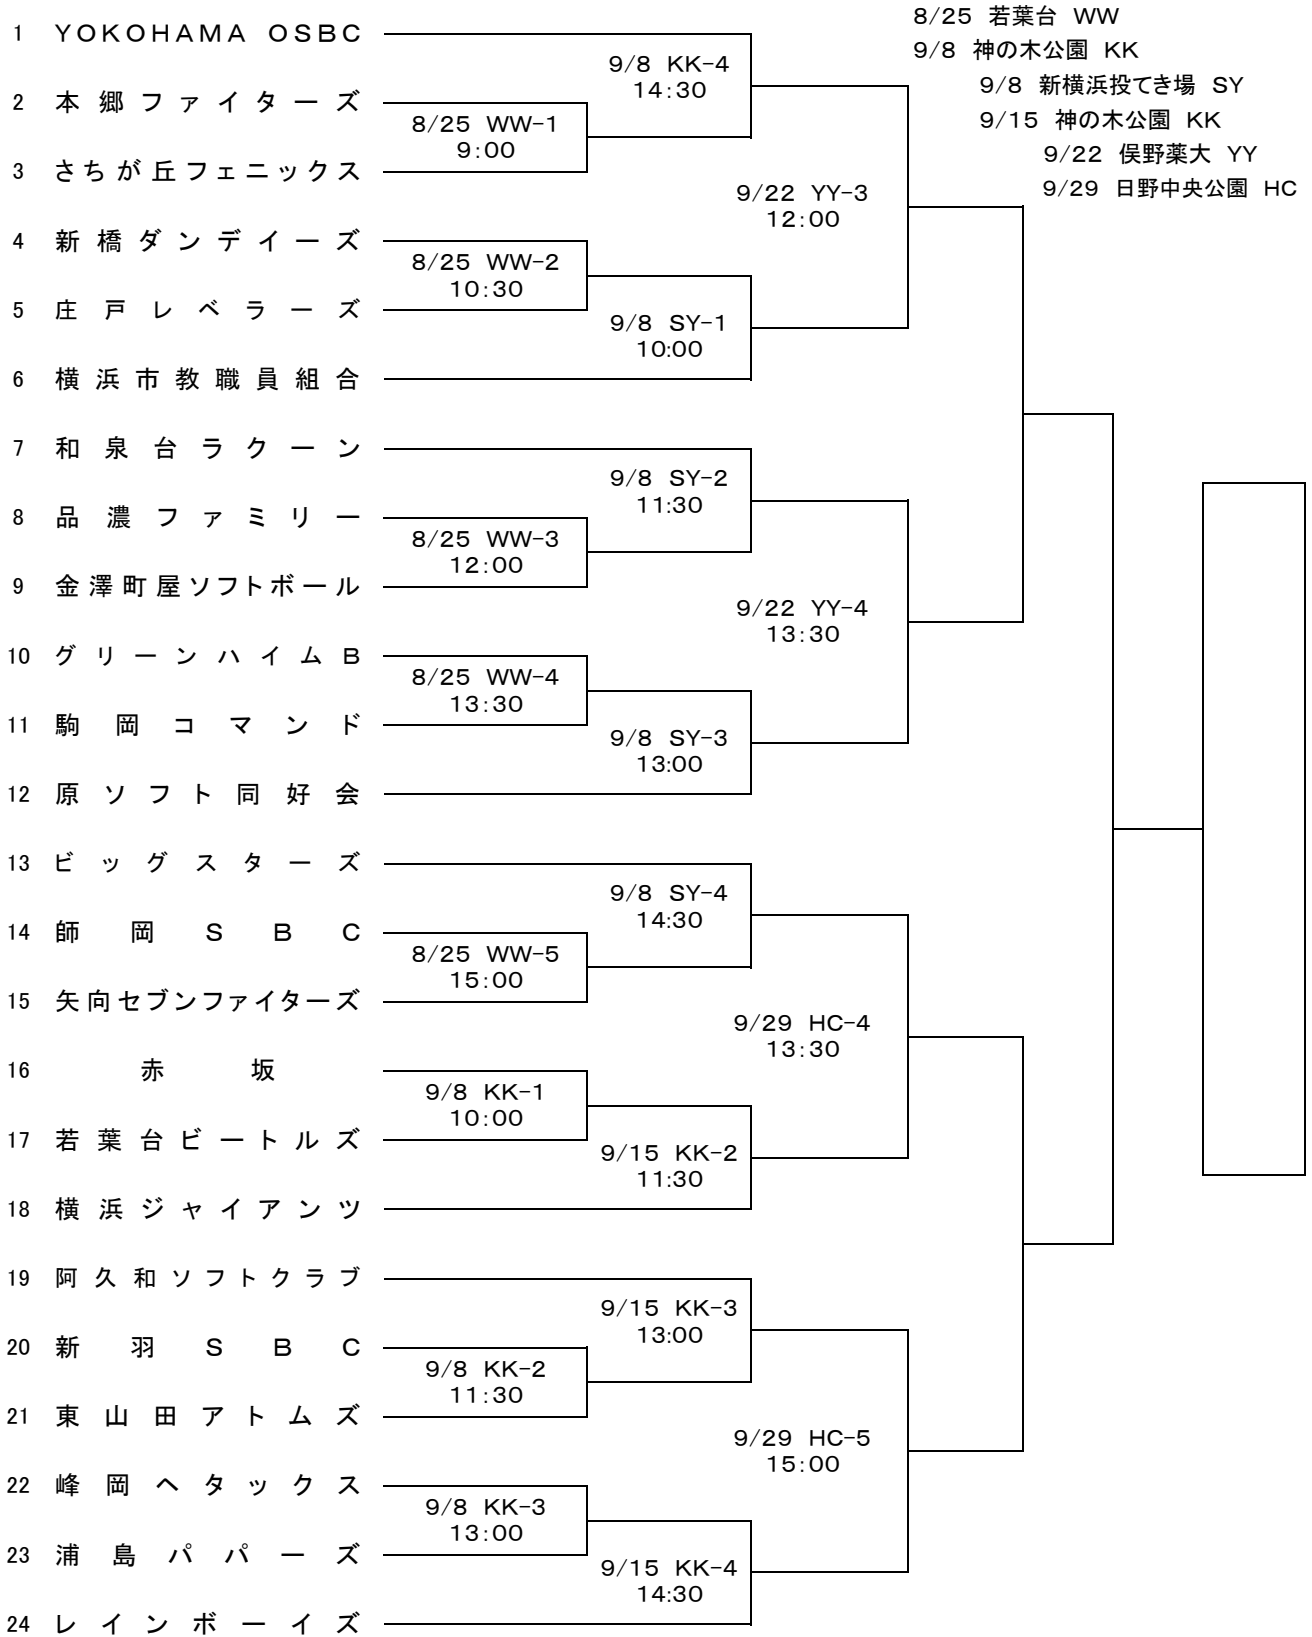 8/25 若葉台 WW
9/8 神の木公園 KK
9/8 新横浜投てき場 SY
9/15 神の木公園 KK
9/22 俣野薬大 YY
9/29 日野中央公園 HC
1 YOKOHAMA OSBC
9/8 KK-4
14:30
2 本郷ファイターズ
8/25 WW-1
9:00
3 さちが丘フェニックス
9/22 YY-3
12:00
4 新橋ダンデイーズ
8/25 WW-2
10:30
5 庄戸レベラーズ
9/8 SY-1
10:00
6 横浜市教職員組合
7 和泉台ラクーン
9/8 SY-2
11:30
8 品濃ファミリー
8/25 WW-3
12:00
9 金澤町屋ソフトボール
9/22 YY-4
13:30
10 グリーンハイムB
8/25 WW-4
13:30
11 駒岡コマンド
9/8 SY-3
13:00
12 原ソフト同好会
13 ビッグスターズ
9/8 SY-4
14:30
14 師岡SBC
8/25 WW-5
15:00
15 矢向セブンファイターズ
9/29 HC-4
13:30
16 赤坂
9/8 KK-1
10:00
17 若葉台ビートルズ
9/15 KK-2
11:30
18 横浜ジャイアンツ
19 阿久和ソフトクラブ
9/15 KK-3
13:00
20 新羽SBC
9/8 KK-2
11:30
21 東山田アトムズ
9/29 HC-5
15:00
22 峰岡ヘタックス
9/8 KK-3
13:00
23 浦島パパーズ
9/15 KK-4
14:30
24 レインボーイズ